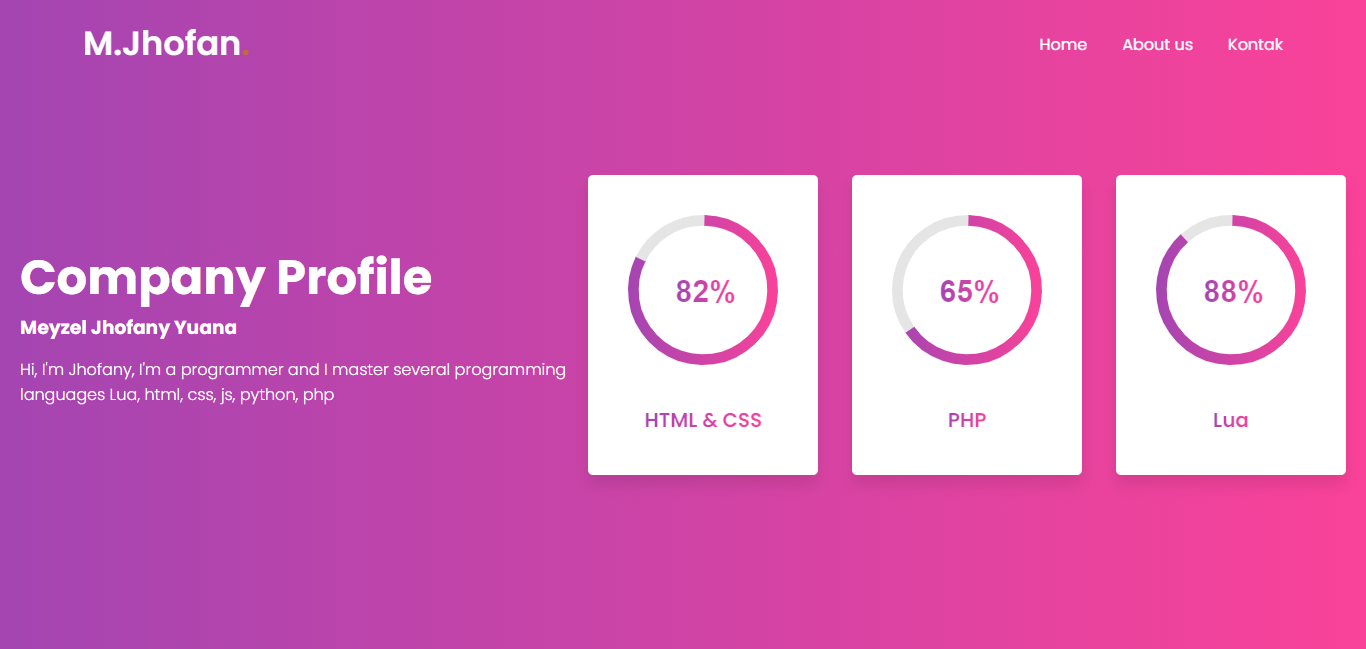 M.Jhofan.
Home
About us
Kontak
Company Profile
Meyzel Jhofany Yuana
Hi, I'm Jhofany, I'm a programmer and I master several programming
languages Lua, html, css, js, python, php
82%
HTML & CSS
65%
PHP
88%
Lua